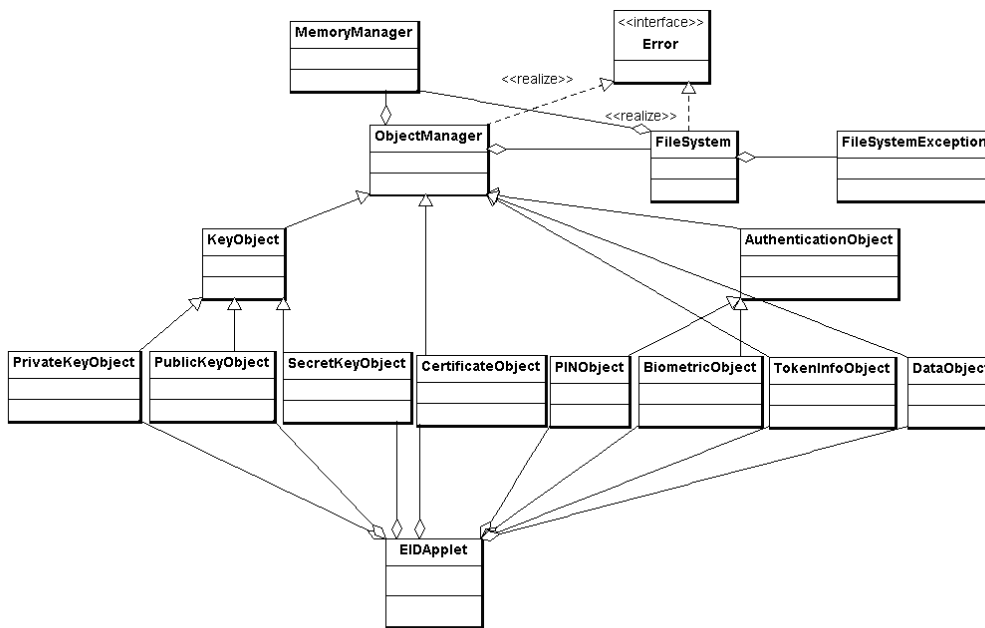 MemoryManager
<<interface>>
Error
<<realize>>
<<realize>>
ObjectManager
FileSystem
FileSystemException
KeyObject
AuthenticationObject
PrivateKeyObject
PublicKeyObject
SecretKeyObject
CertificateObject
PINObject
BiometricObject
TokenInfoObject
DataObject
EIDApplet